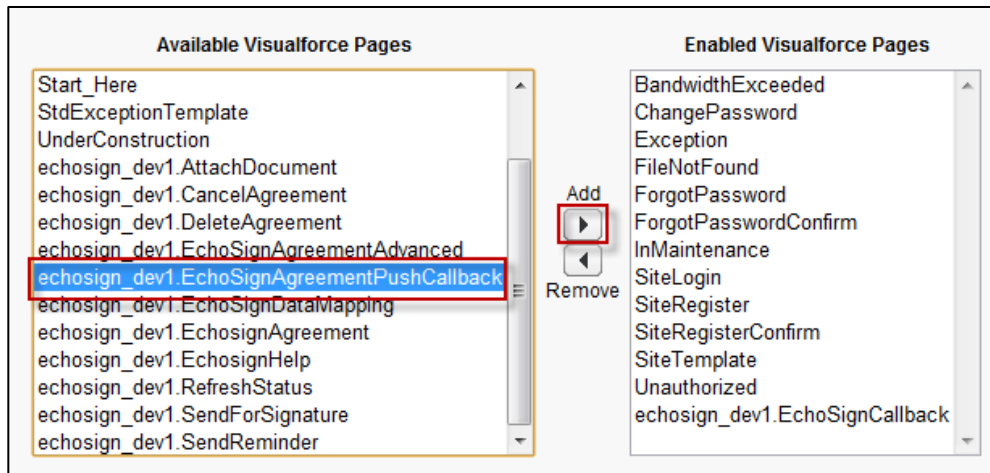 Available Visualforce Pages
Start_Here
StdExceptionTemplate
UnderConstruction
echosign_dev1.AttachDocument
echosign_dev1.CancelAgreement
echosign_dev1.DeleteAgreement
echosign_dev1.EchoSignAgreementAdvanced
echosign_dev1.EchoSignAgreementPushCallback
echosign_dev1.EchoSignDataMapping
echosign_dev1.EchosignAgreement
echosign_dev1.EchosignHelp
echosign_dev1.RefreshStatus
echosign_dev1.SendForSignature
echosign_dev1.SendReminder
Add
Remove
Enabled Visualforce Pages
BandwidthExceeded
ChangePassword
Exception
FileNotFound
ForgotPassword
ForgotPasswordConfirm
InMaintenance
SiteLogin
SiteRegister
SiteRegisterConfirm
SiteTemplate
Unauthorized
echosign_dev1.EchoSignCallback